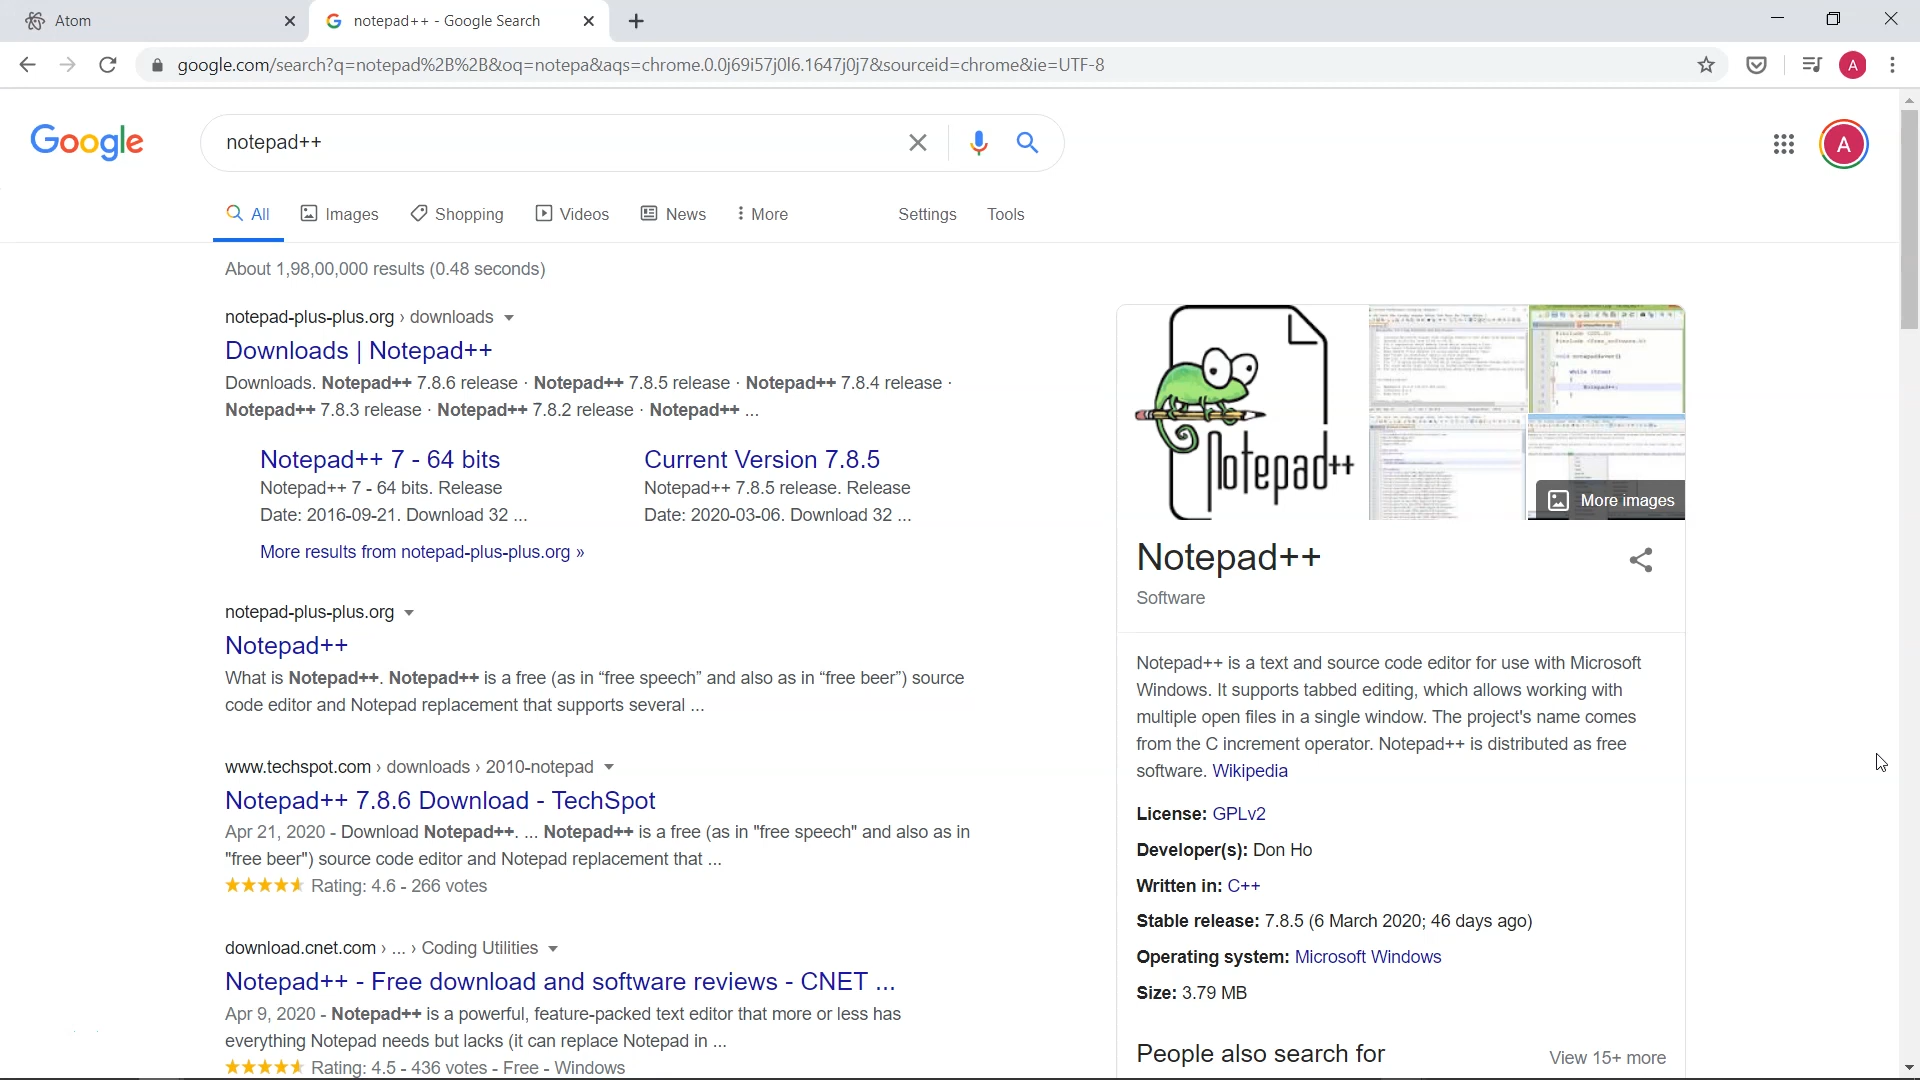 Atom
notepad++ - Google Search
google.com/search?q=notepad%2B%2B&oq=notepa&aqs=chrome.0.0j69i57j0l6.1647j0j7&sourceid=chrome&ie=UTF-8
A
Google
notepad++
A
All Images Shopping Videos News More Settings Tools
About 1,98,00,000 results (0.48 seconds)
notepad-plus-plus.org › downloads
Downloads | Notepad++
Downloads. Notepad++ 7.8.6 release · Notepad++ 7.8.5 release · Notepad++ 7.8.4 release ·
Notepad++ 7.8.3 release · Notepad++ 7.8.2 release · Notepad++ ...
Notepad++ 7 - 64 bits
Notepad++ 7 - 64 bits. Release
Date: 2016-09-21. Download 32 ...
Current Version 7.8.5
Notepad++ 7.8.5 release. Release
Date: 2020-03-06. Download 32 ...
More results from notepad-plus-plus.org »
notepad-plus-plus.org
Notepad++
What is Notepad++. Notepad++ is a free (as in “free speech” and also as in “free beer”) source
code editor and Notepad replacement that supports several ...
www.techspot.com › downloads › 2010-notepad
Notepad++ 7.8.6 Download - TechSpot
Apr 21, 2020 - Download Notepad++. ... Notepad++ is a free (as in "free speech" and also as in
"free beer") source code editor and Notepad replacement that ...
Rating: 4.6 - 266 votes
download.cnet.com › ... › Coding Utilities
Notepad++ - Free download and software reviews - CNET ...
Apr 9, 2020 - Notepad++ is a powerful, feature-packed text editor that more or less has
everything Notepad needs but lacks (it can replace Notepad in ...
Rating: 4.5 - 436 votes - Free - Windows
Notepad++
More images
Notepad++
Software
Notepad++ is a text and source code editor for use with Microsoft
Windows. It supports tabbed editing, which allows working with
multiple open files in a single window. The project's name comes
from the C increment operator. Notepad++ is distributed as free
software. Wikipedia
License: GPLv2
Developer(s): Don Ho
Written in: C++
Stable release: 7.8.5 (6 March 2020; 46 days ago)
Operating system: Microsoft Windows
Size: 3.79 MB
People also search for
View 15+ more